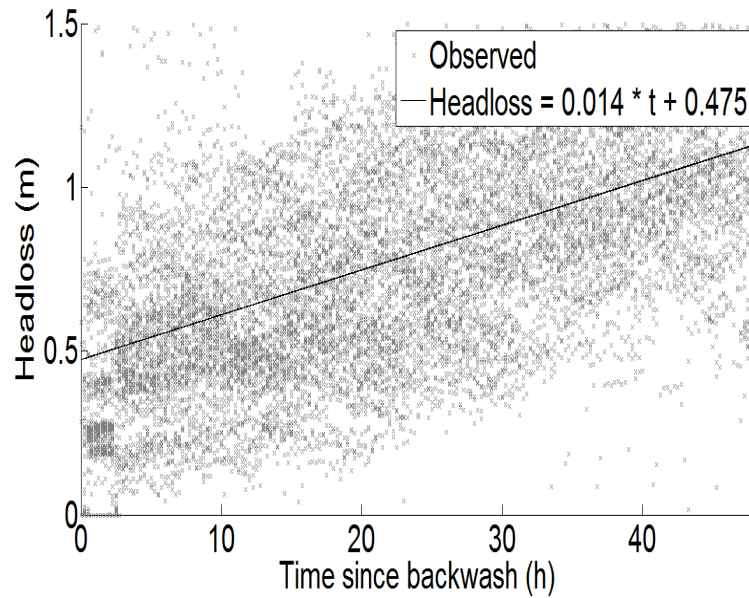 1.5
1
0.5
0
Headloss (m)
Observed
Headloss = 0.014 * t + 0.475
0 10 20 30 40
Time since backwash (h)